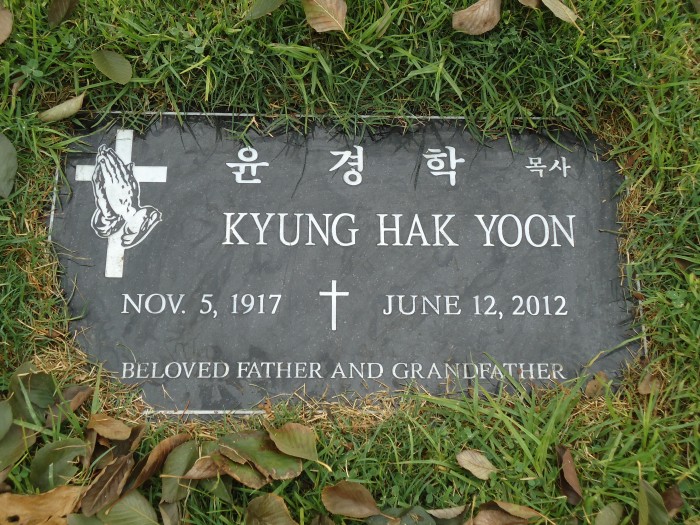 윤 경 학 목사
KYUNG HAK YOON
NOV. 5, 1917 JUNE 12, 2012
BELOVED FATHER AND GRANDFATHER